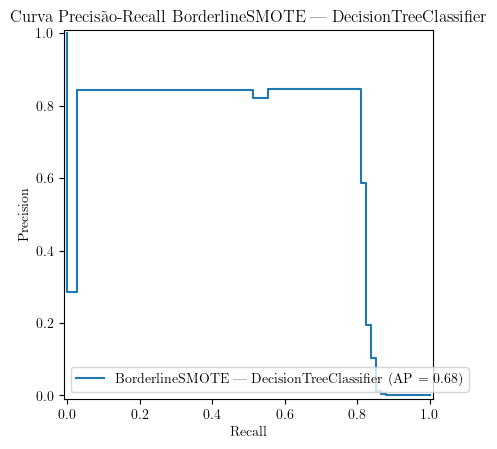 Curva Precisão-Recall BorderlineSMOTE — DecisionTreeClassifier
1.0
0.8
0.6
0.4
0.2
0.0
Precision
BorderlineSMOTE — DecisionTreeClassifier (AP = 0.68)
0.0 0.2 0.4 0.6 0.8 1.0
Recall